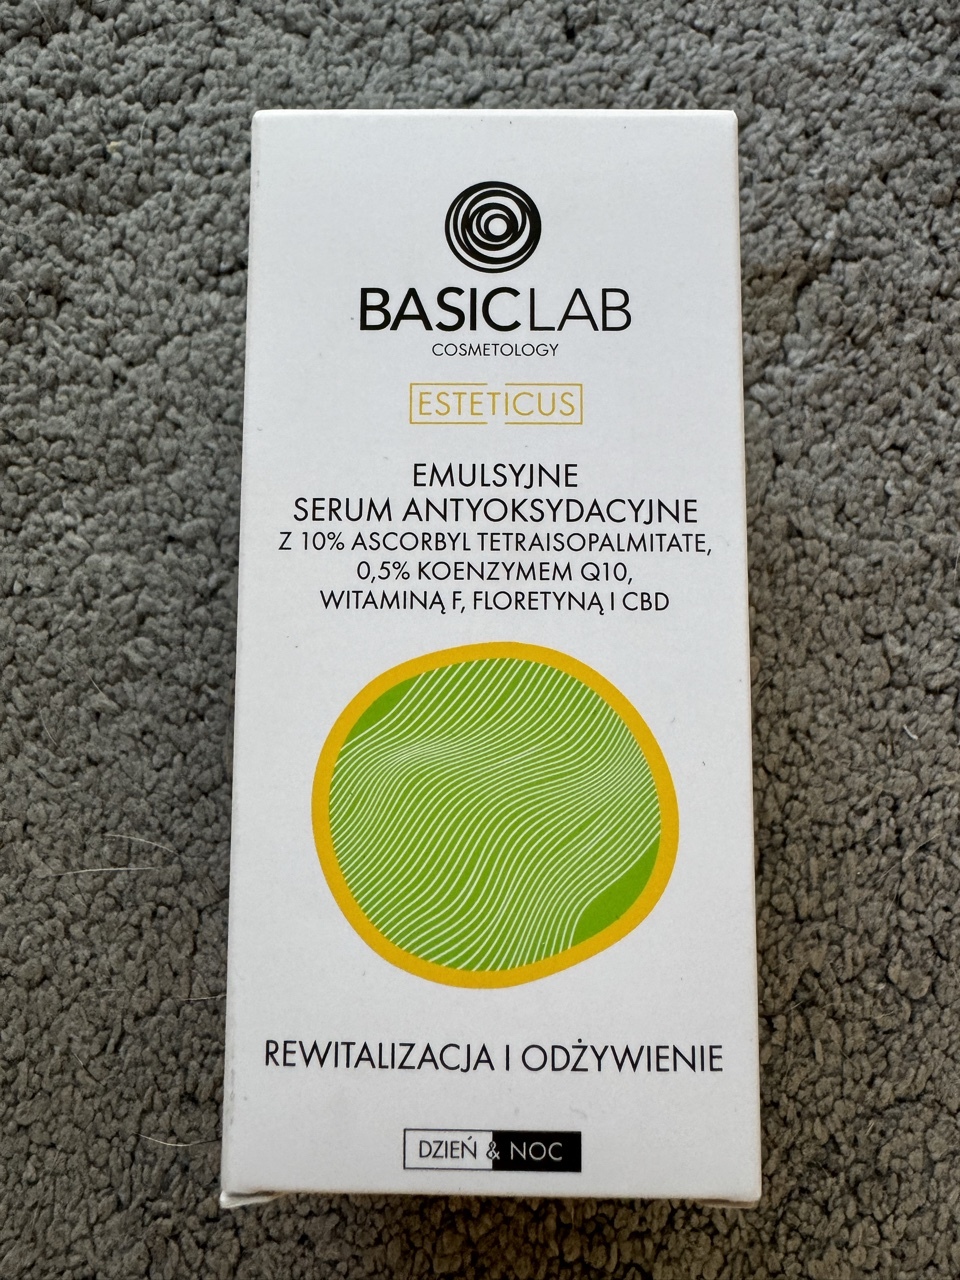 BASICLAB
COSMETOLOGY
ESTETICUS
EMULSYJNE
SERUM ANTYOKSYDACYJNE
Z 10% ASCORBYL TETRAISOPALMITATE,
0,5% KOENZYMEM Q10,
WITAMINĄ F, FLORETYNĄ I CBD
REWITALIZACJA I ODŻYWIENIE
DZIEŃ & NOC